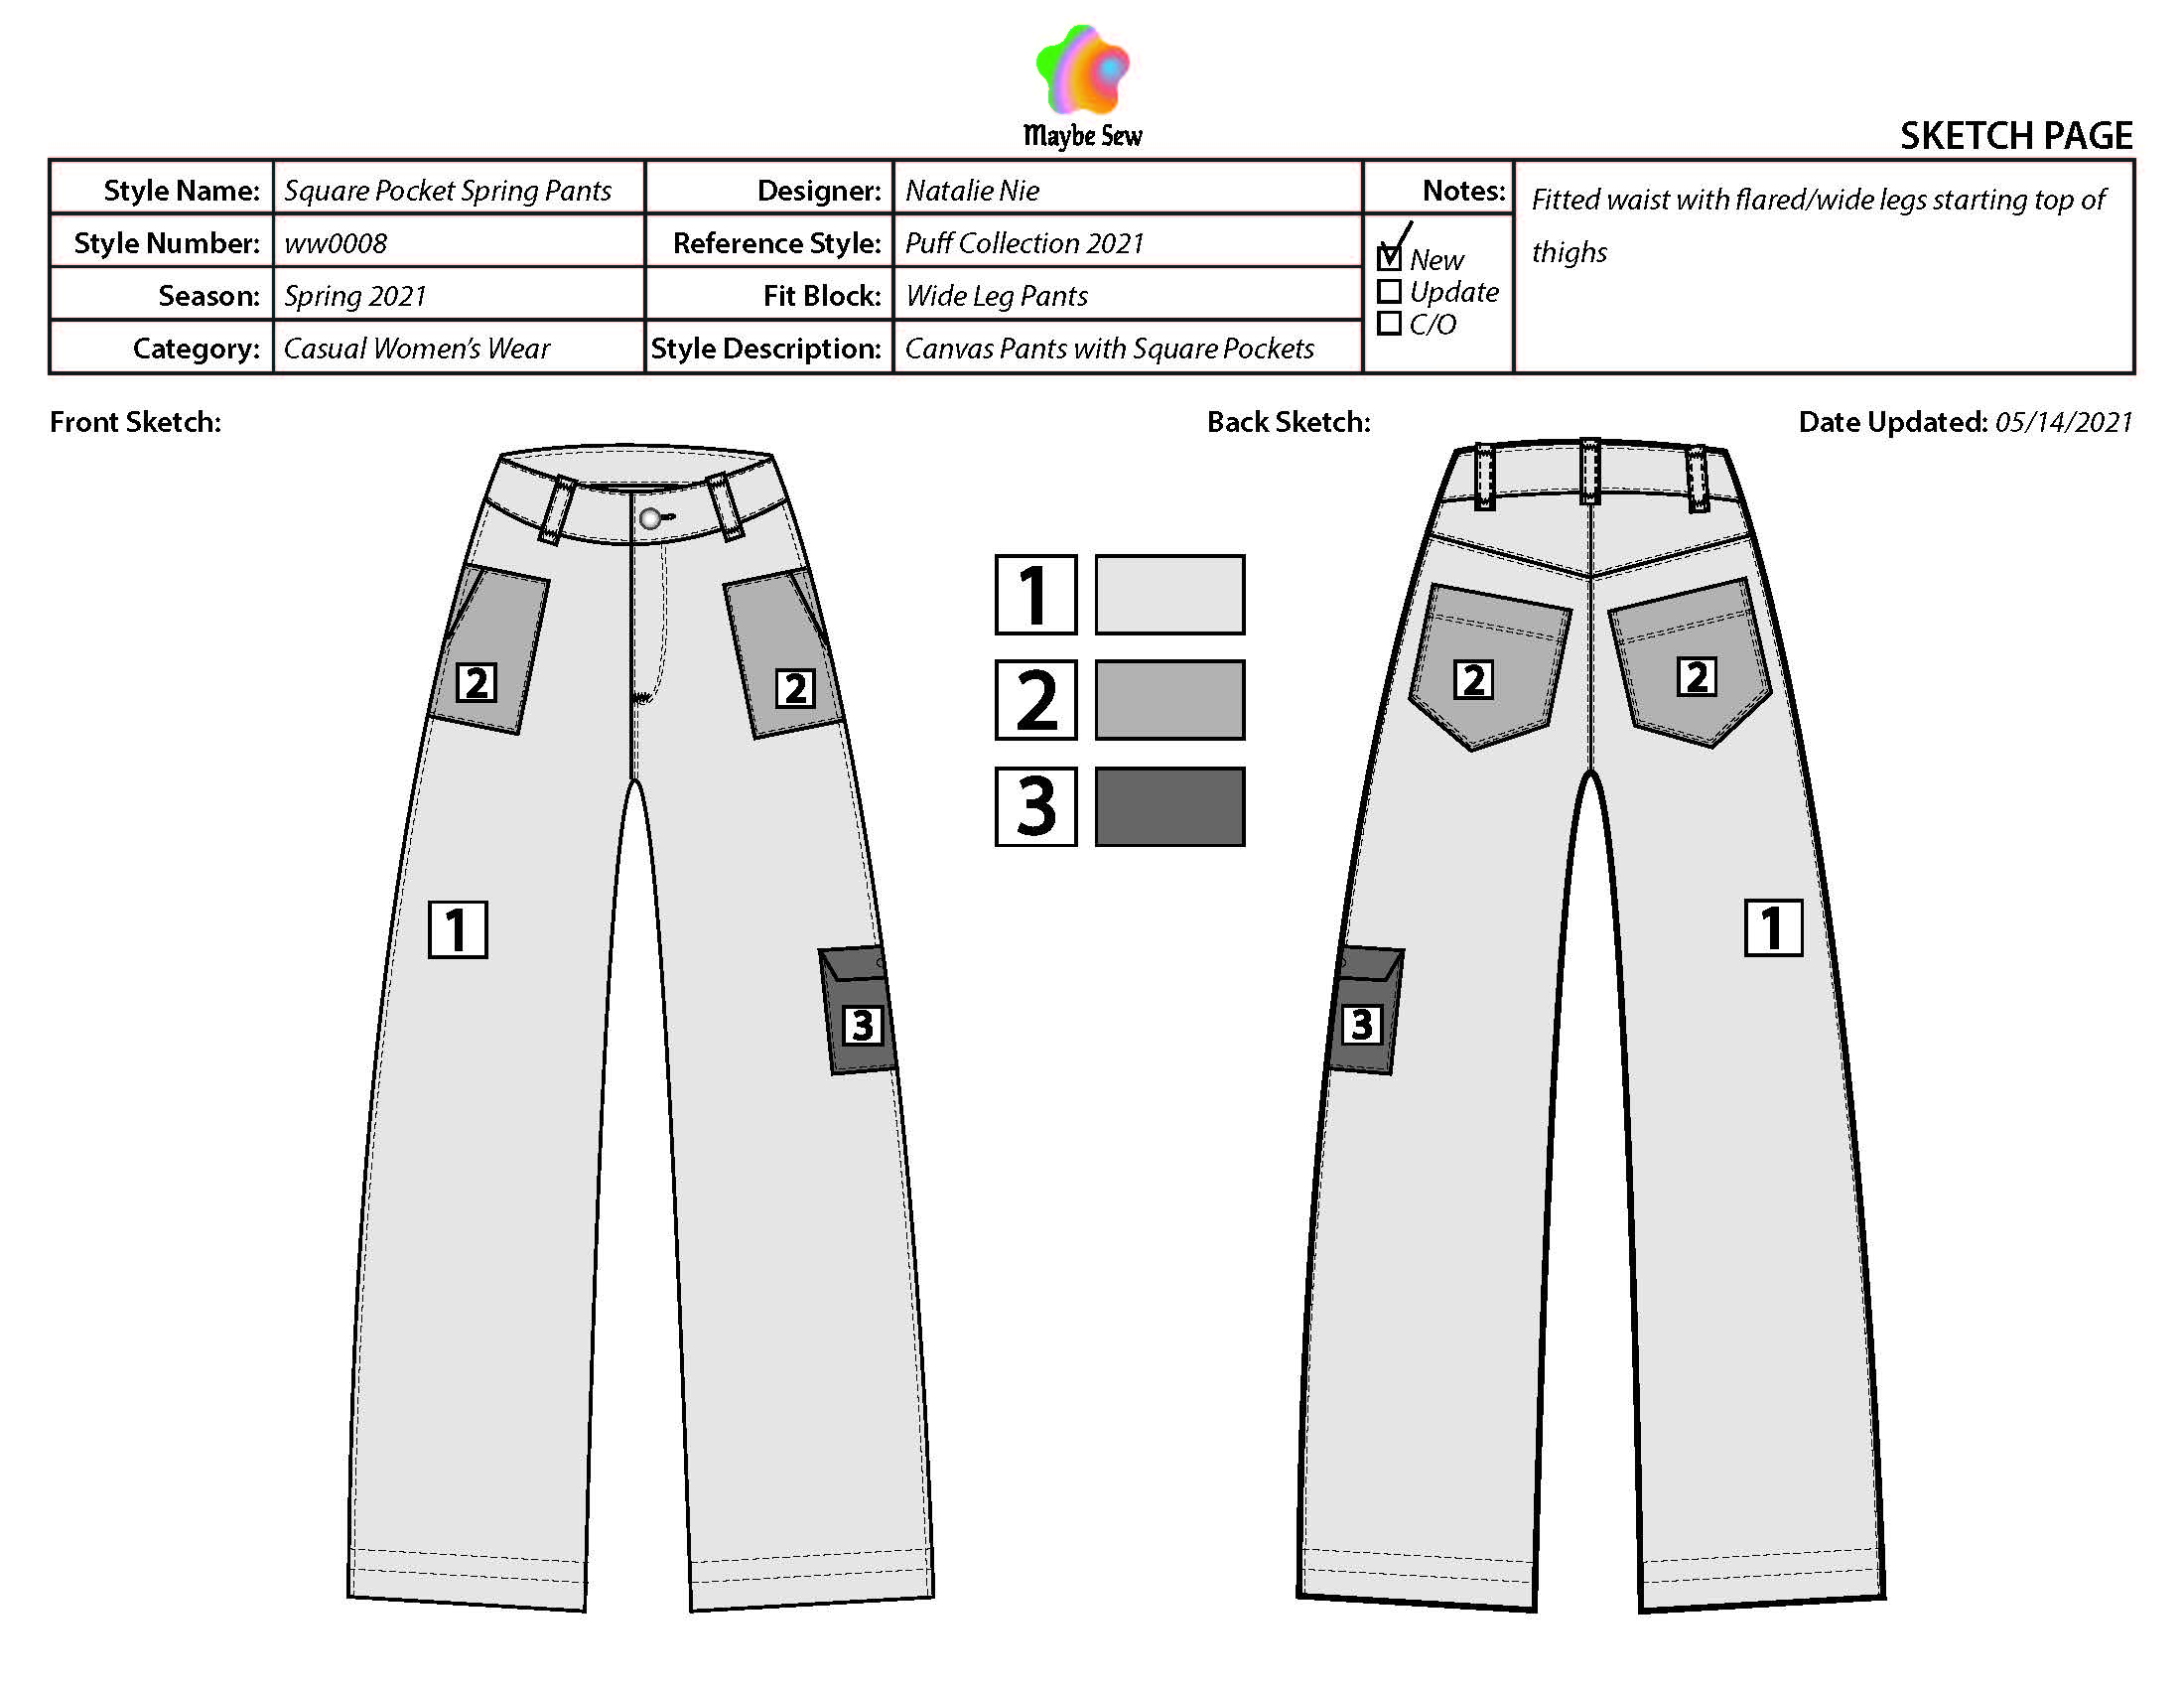 Maybe Sew
SKETCH PAGE
Style Name: Square Pocket Spring Pants
Designer: Natalie Nie
Notes: Fitted waist with flared/wide legs starting top of
thighs
Style Number: ww0008
Reference Style: Puff Collection 2021
New
Update
C/O
Season: Spring 2021
Fit Block: Wide Leg Pants
Category: Casual Women's Wear
Style Description: Canvas Pants with Square Pockets
Front Sketch:
Back Sketch:
Date Updated: 05/14/2021
1
2
3
2
2
1
3
2
2
1
3